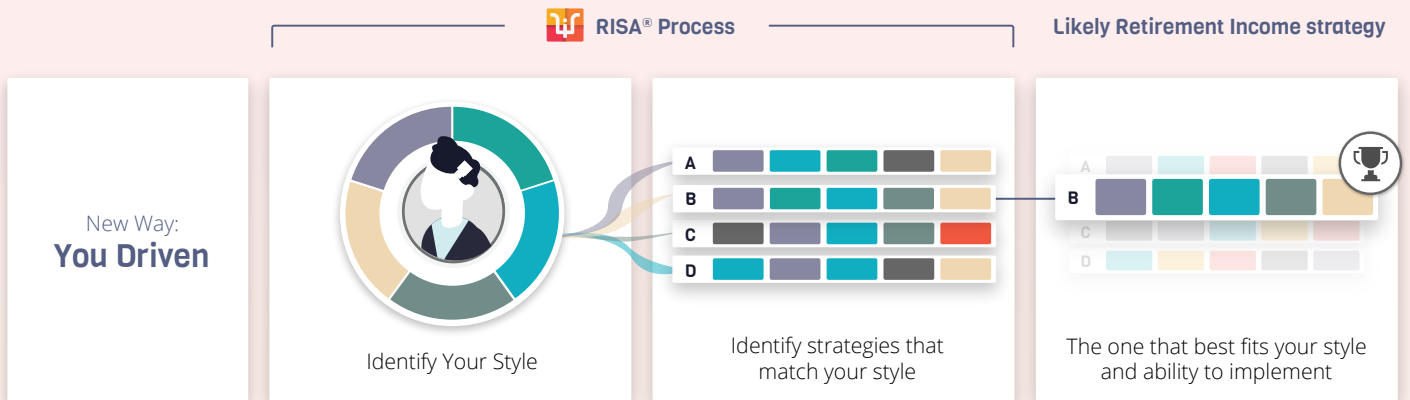 RISA® Process
Likely Retirement Income strategy
New Way:
You Driven
Identify Your Style
A
B
C
D
Identify strategies that
match your style
A
B
C
D
The one that best fits your style
and ability to implement